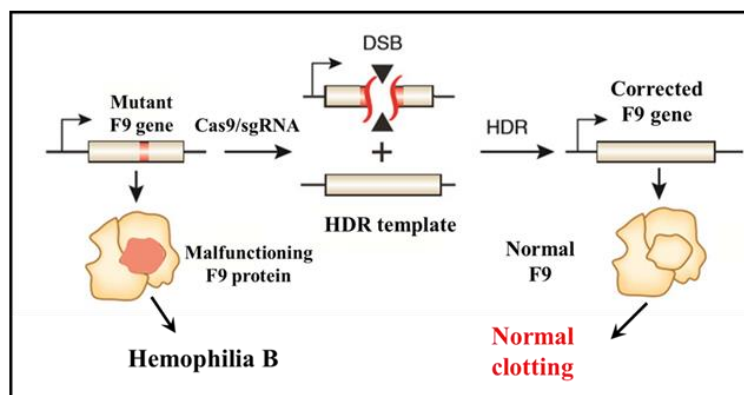 Mutant
F9 gene
Cas9/sgRNA
DSB
+
HDR template
HDR
Corrected
F9 gene
Malfunctioning
F9 protein
Hemophilia B
Normal
F9
Normal
clotting